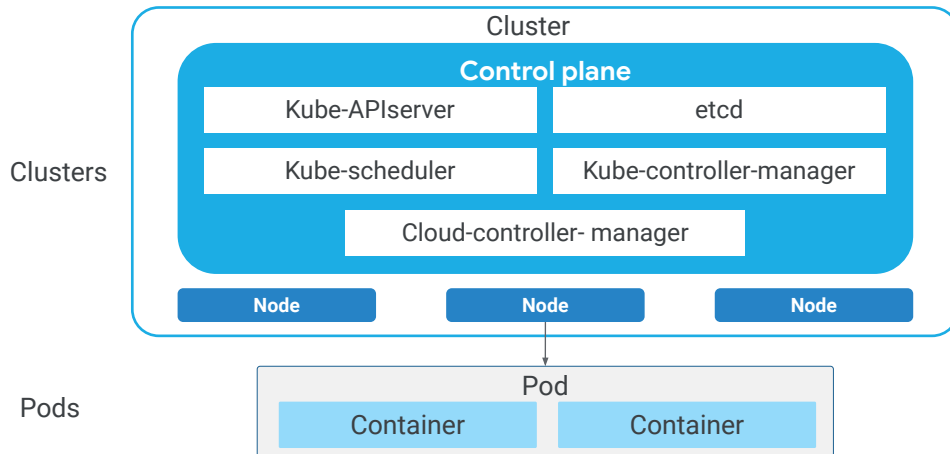 Cluster
Control plane
Kube-APIserver
etcd
Clusters
Kube-scheduler
Kube-controller-manager
Cloud-controller- manager
Node
Node
Node
Pod
Pods
Container
Container